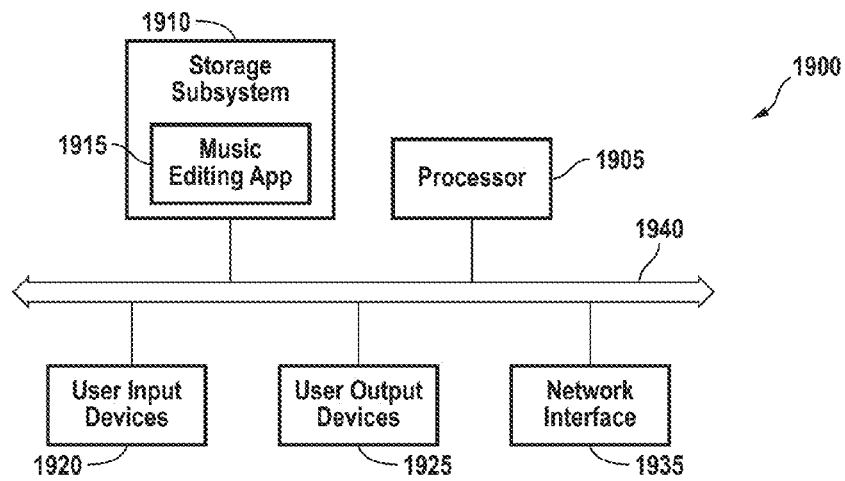 1910
Storage
Subsystem
1900
1915
Music
Editing App
Processor
1905
1940
User Input
Devices
User Output
Devices
Network
Interface
1920
1925
1935